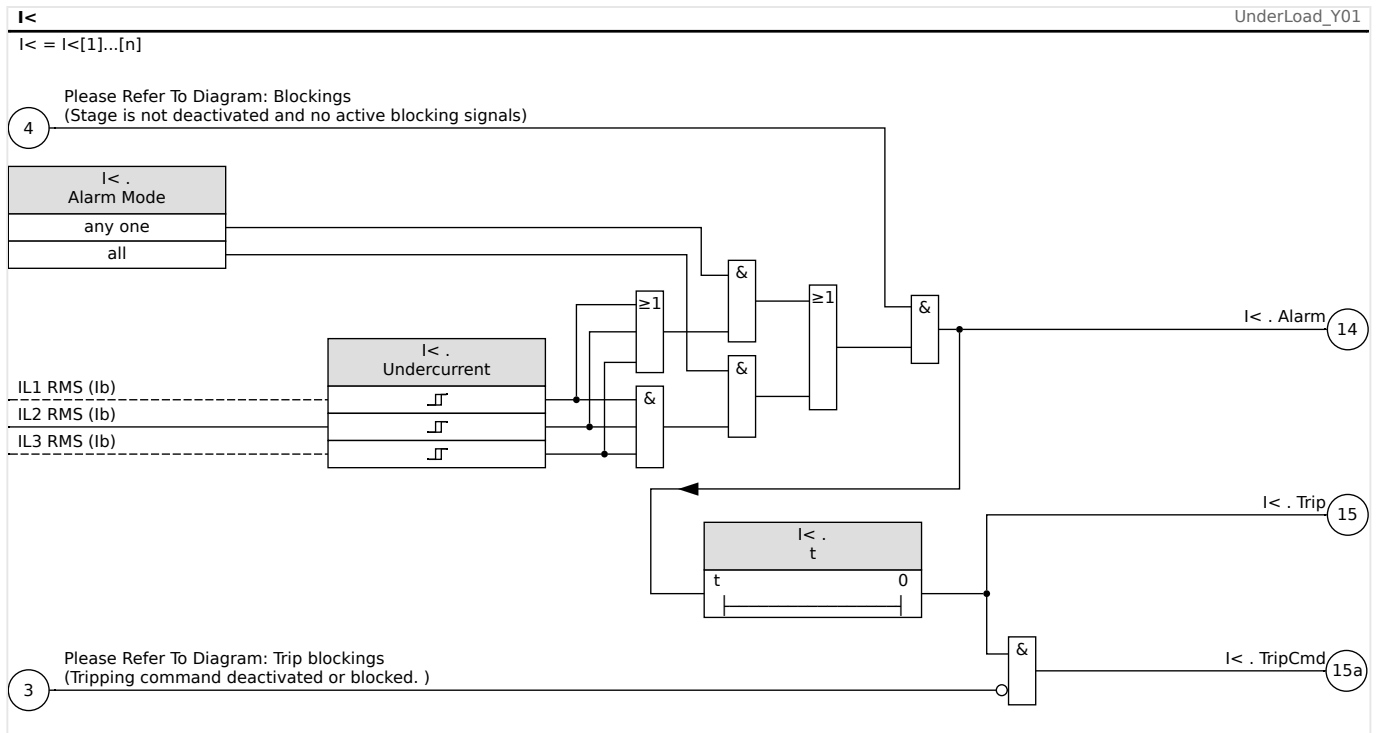 I<
UnderLoad_Y01
I< = I<[1]...[n]
Please Refer To Diagram: Blockings
(Stage is not deactivated and no active blocking signals)
4
I< .
Alarm Mode
any one
all
&
≥1
≥1
&
I< . Alarm
14
I< .
Undercurrent
&
IL1 RMS (Ib)
&
IL2 RMS (Ib)
IL3 RMS (Ib)
I< . Trip
15
I< .
t
t
0
Please Refer To Diagram: Trip blockings
(Tripping command deactivated or blocked. )
3
&
I< . TripCmd
15a